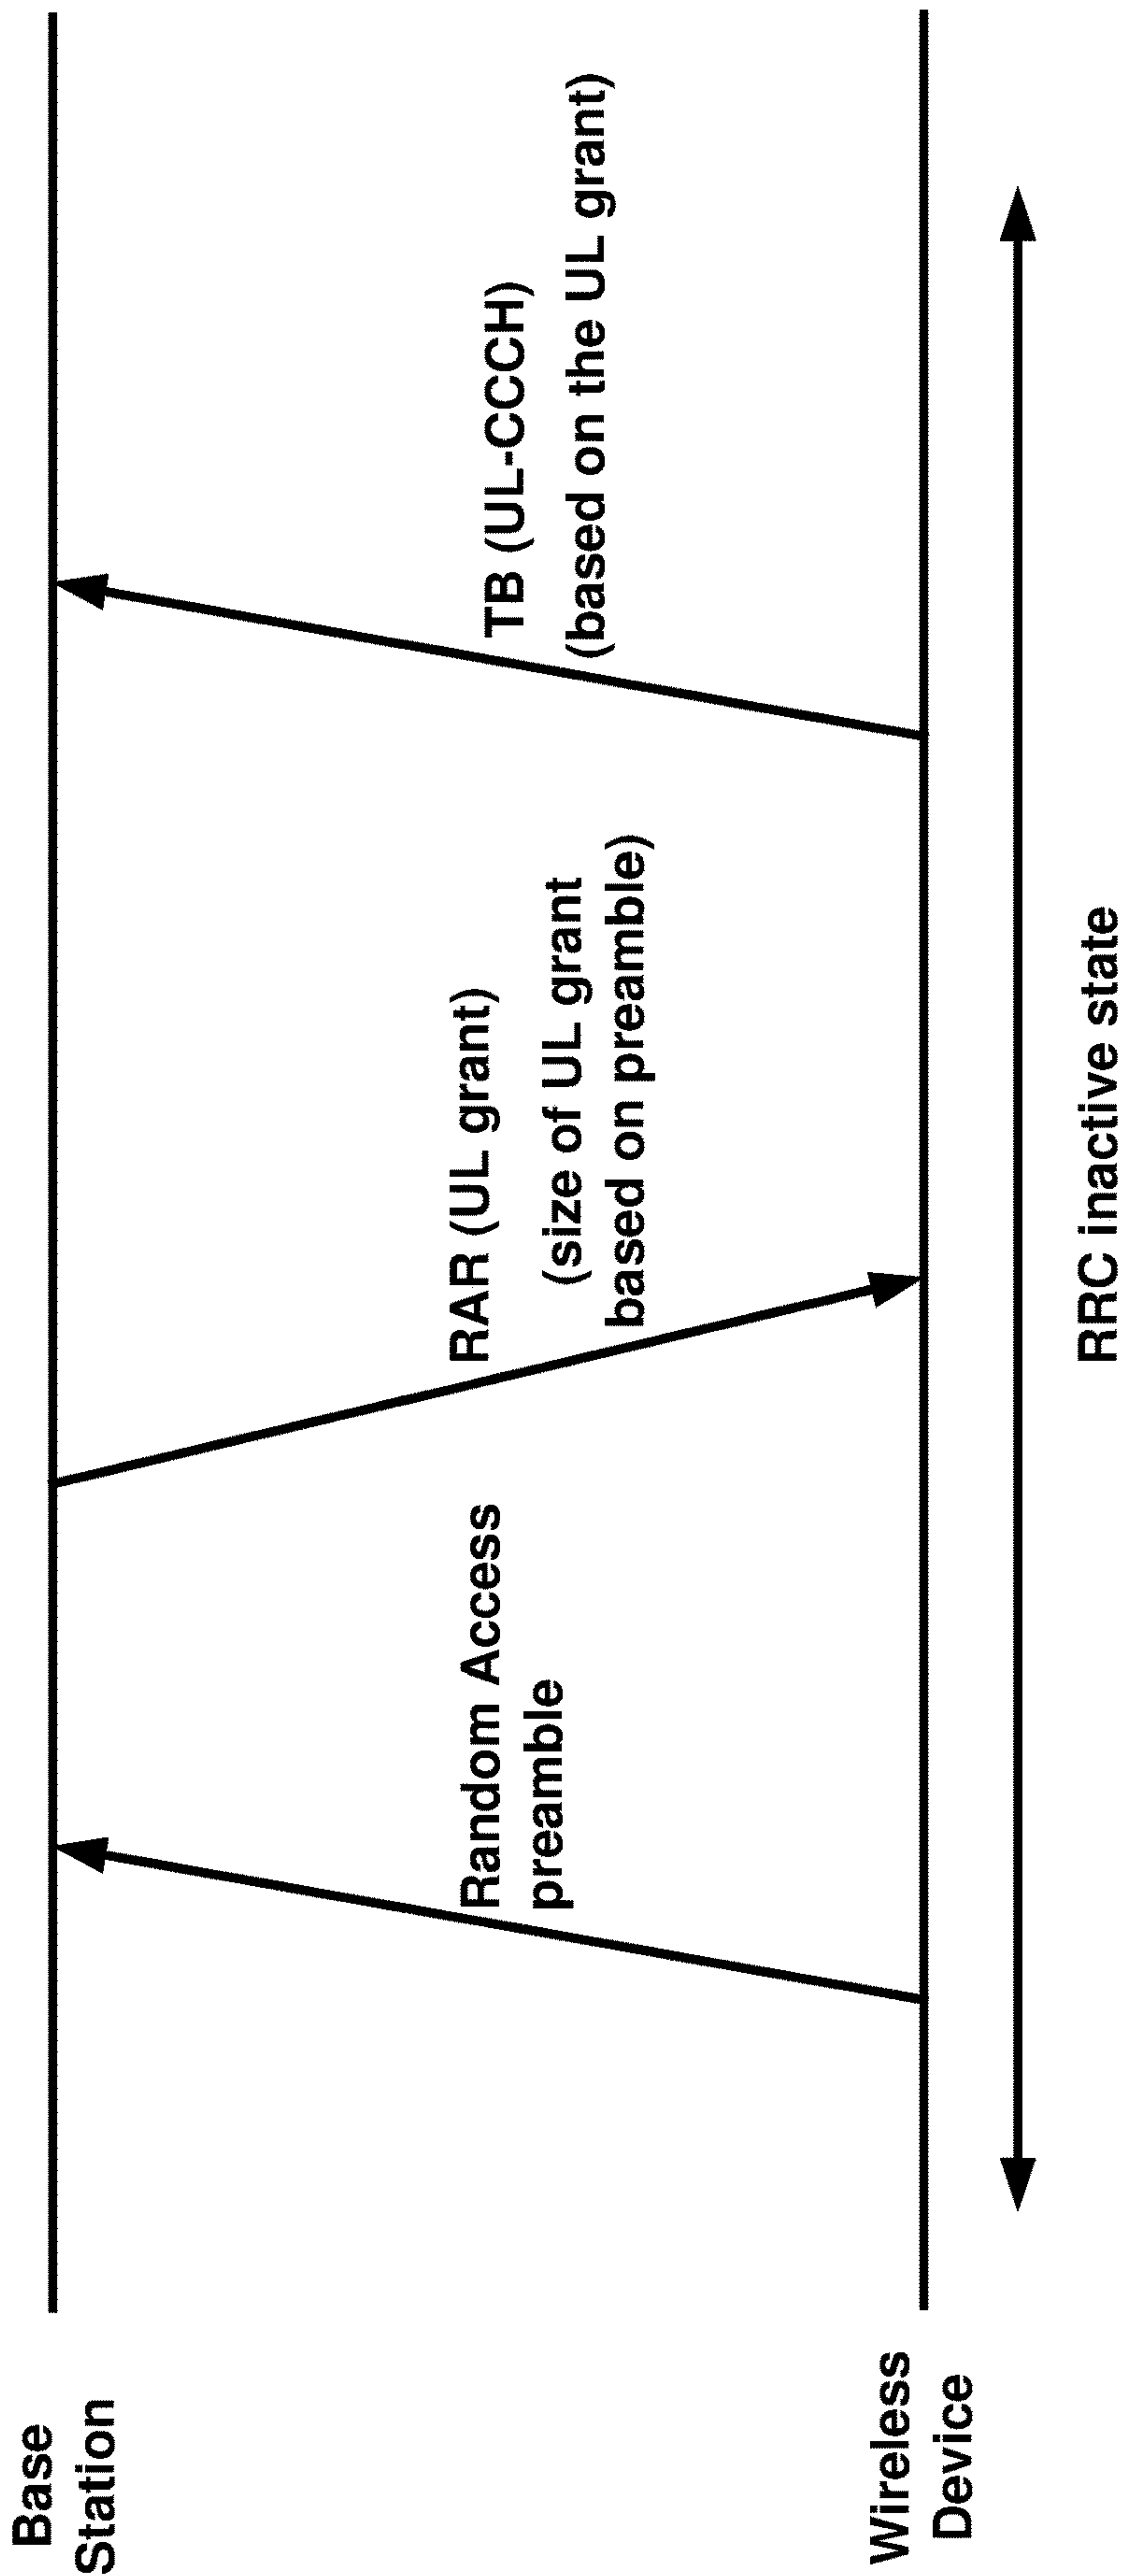 Base
Station
Random Access
preamble
RAR (UL grant)
(size of UL grant
based on preamble)
TB (UL-CCCH)
(based on the UL grant)
Wireless
Device
RRC inactive state